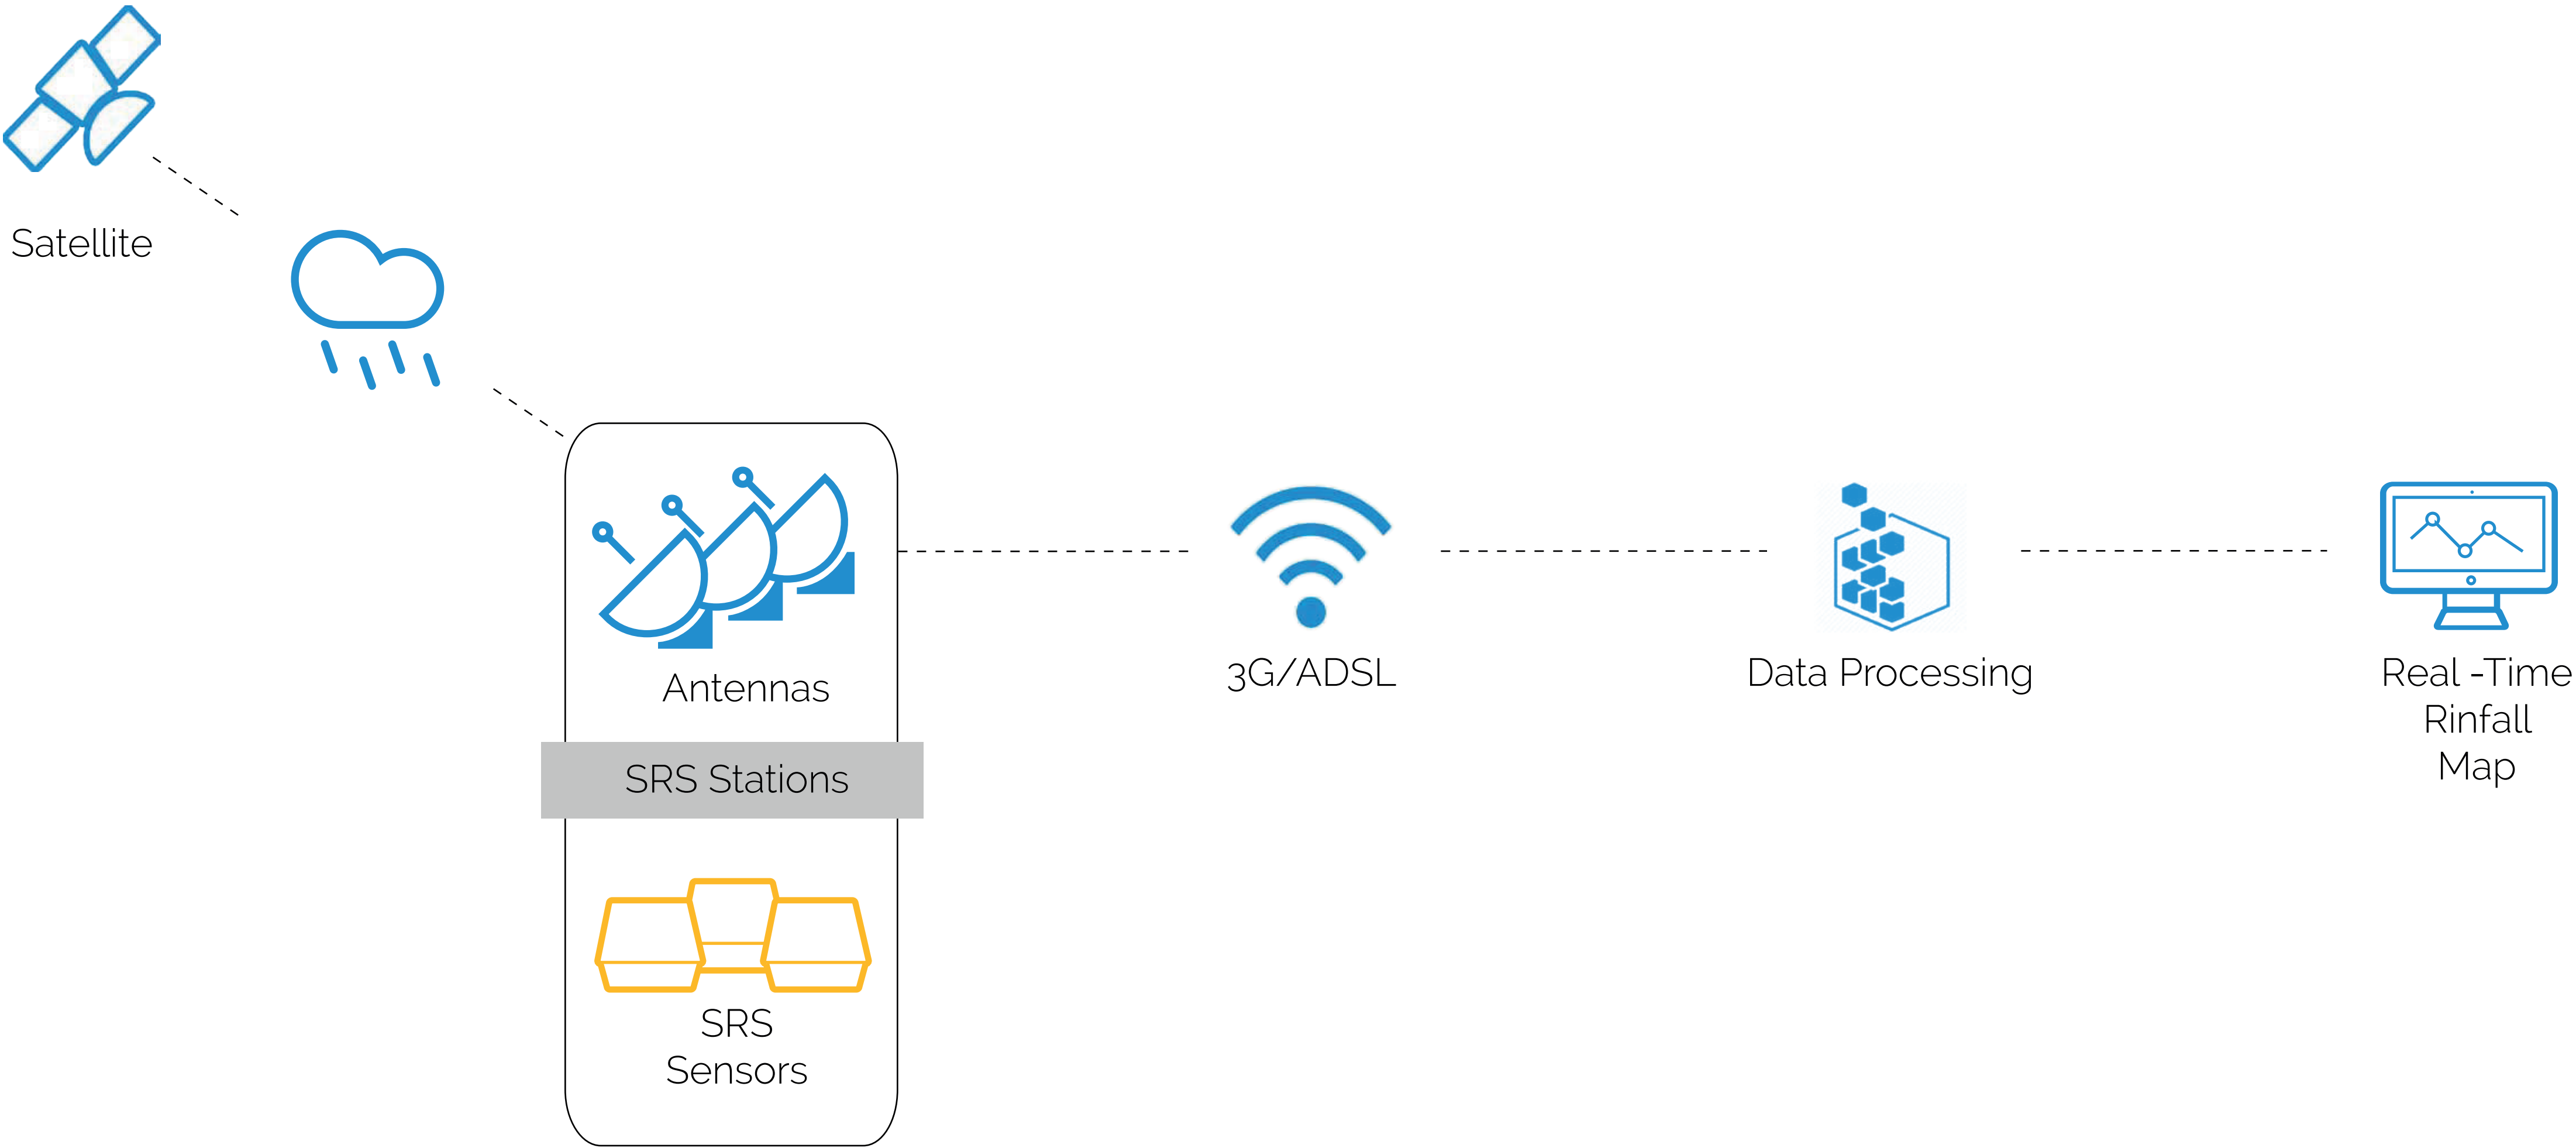 Satellite
Antennas
SRS Stations
SRS
Sensors
3G/ADSL
Data Processing
Real -Time
Rinfall
Map